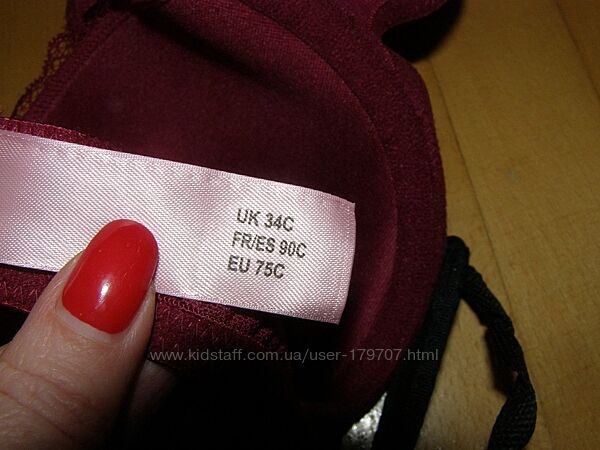 UK 34C
FR/ES 90C
EU 75C
www.kidstaff.com.ua/user-179707.html